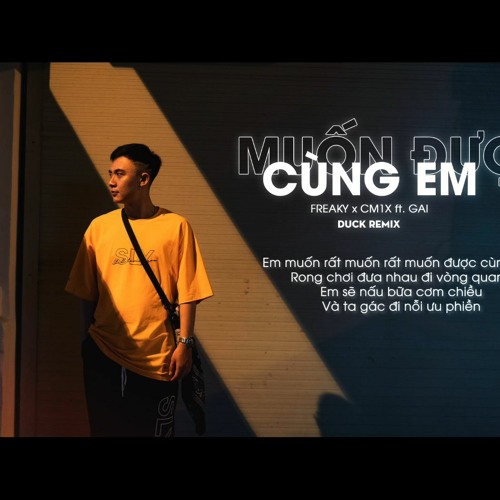 MUỐN ĐƯỢ
CÙNG EM
FREAKY x CM1X ft. GAI
DUCK REMIX
Em muốn rất muốn rất muốn được cùn
Rong chơi đưa nhau đi vòng quan
Em sẽ nấu bữa cơm chiều
Và ta gác đi nỗi ưu phiền
SLY
SLY